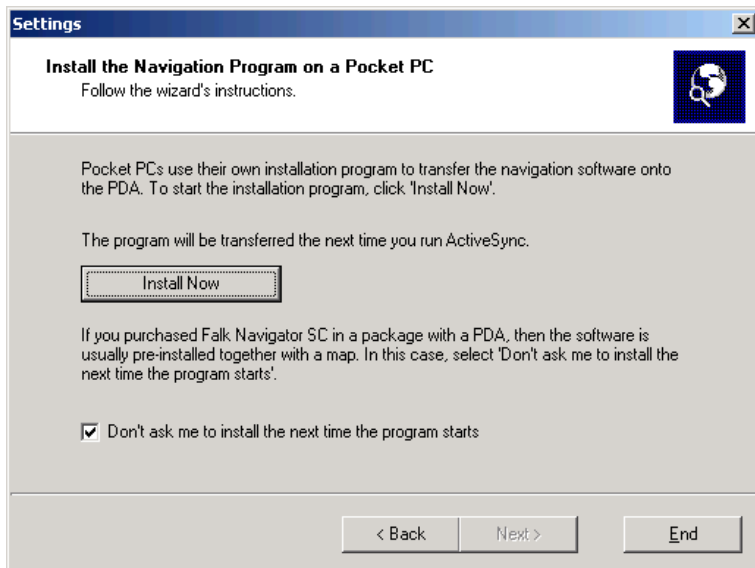 Settings
Install the Navigation Program on a Pocket PC
Follow the wizard's instructions.
Pocket PCs use their own installation program to transfer the navigation software onto
the PDA. To start the installation program, click 'Install Now'.
The program will be transferred the next time you run ActiveSync.
Install Now
If you purchased Falk Navigator SC in a package with a PDA, then the software is
usually pre-installed together with a map. In this case, select 'Don't ask me to install the
next time the program starts'.
Don't ask me to install the next time the program starts
< Back Next > End